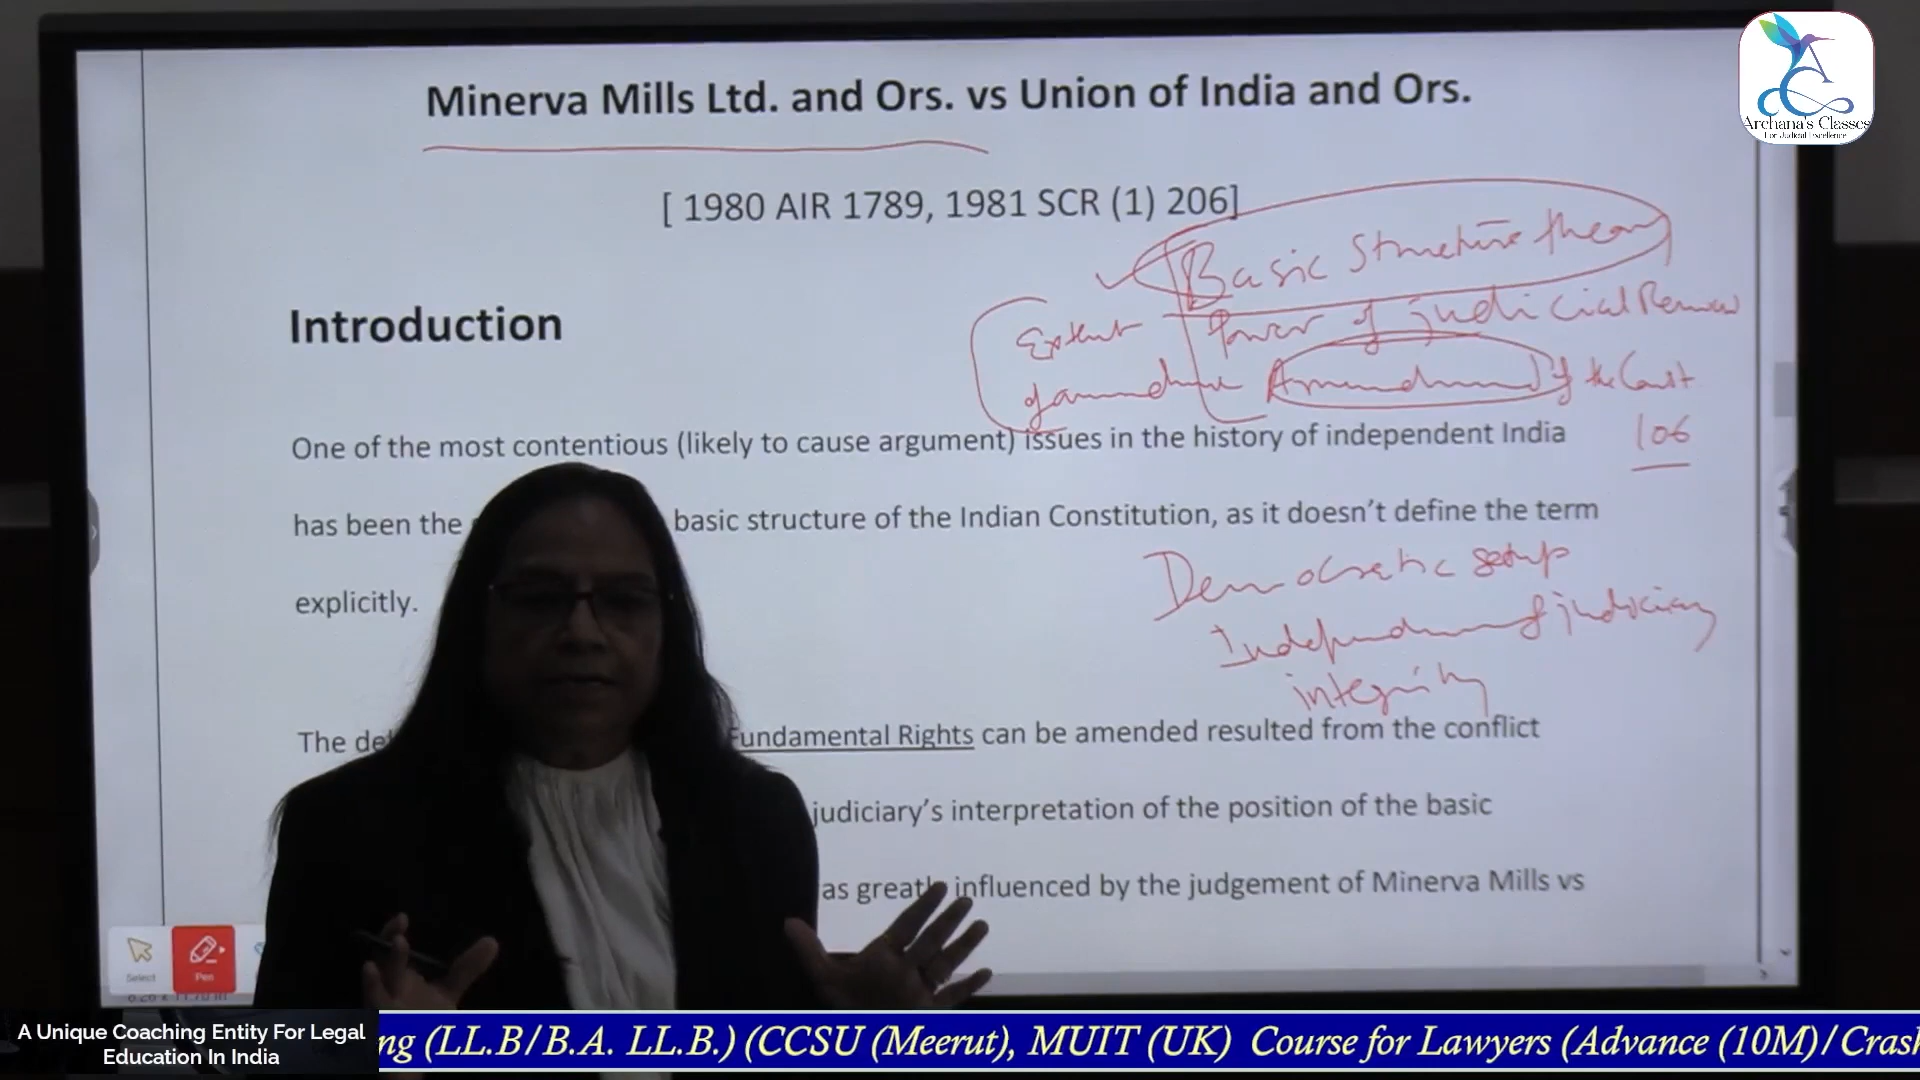 Minerva Mills Ltd. and Ors. vs Union of India and Ors.
Archana's Classes
For Judicial Excellence
[ 1980 AIR 1789, 1981 SCR (1) 206]
Basic Structure theory
Introduction
Extent
Power of judicial Review
of
Amendment of the Const
One of the most contentious (likely to cause argument) issues in the history of independent India
106
has been the basic structure of the Indian Constitution, as it doesn't define the term
Democratic setup
explicitly.
Independence of judiciary
integrity
The Fundamental Rights can be amended resulted from the conflict
judiciary's interpretation of the position of the basic
as greatly influenced by the judgement of Minerva Mills vs
Select
Pen
A Unique Coaching Entity For Legal
Education In India
ng (LL.B/B.A. LL.B.) (CCSU (Meerut), MUIT (UK) Course for Lawyers (Advance (10M)/Crash